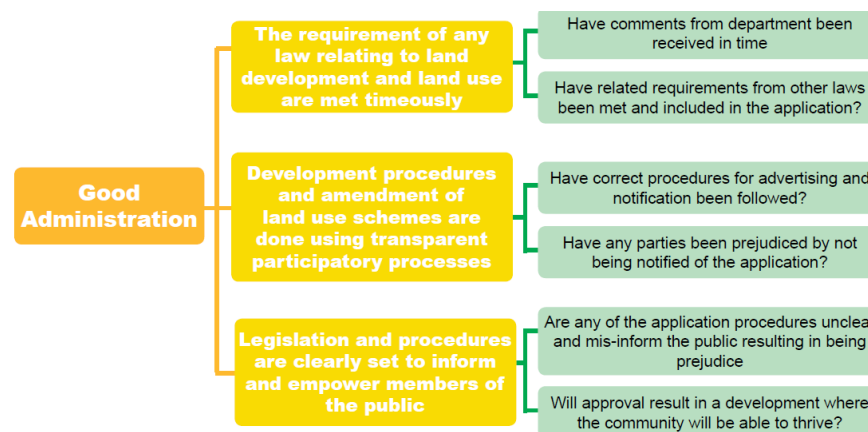 Good
Administration
The requirement of any
law relating to land
development and land use
are met timeously
Have comments from department been
received in time
Have related requirements from other laws
been met and included in the application?
Development procedures
and amendment of
land use schemes are
done using transparent
participatory processes
Have correct procedures for advertising and
notification been followed?
Have any parties been prejudiced by not
being notified of the application?
Legislation and procedures
are clearly set to inform
and empower members of
the public
Are any of the application procedures unclear
and mis-inform the public resulting in being
prejudice
Will approval result in a development where
the community will be able to thrive?